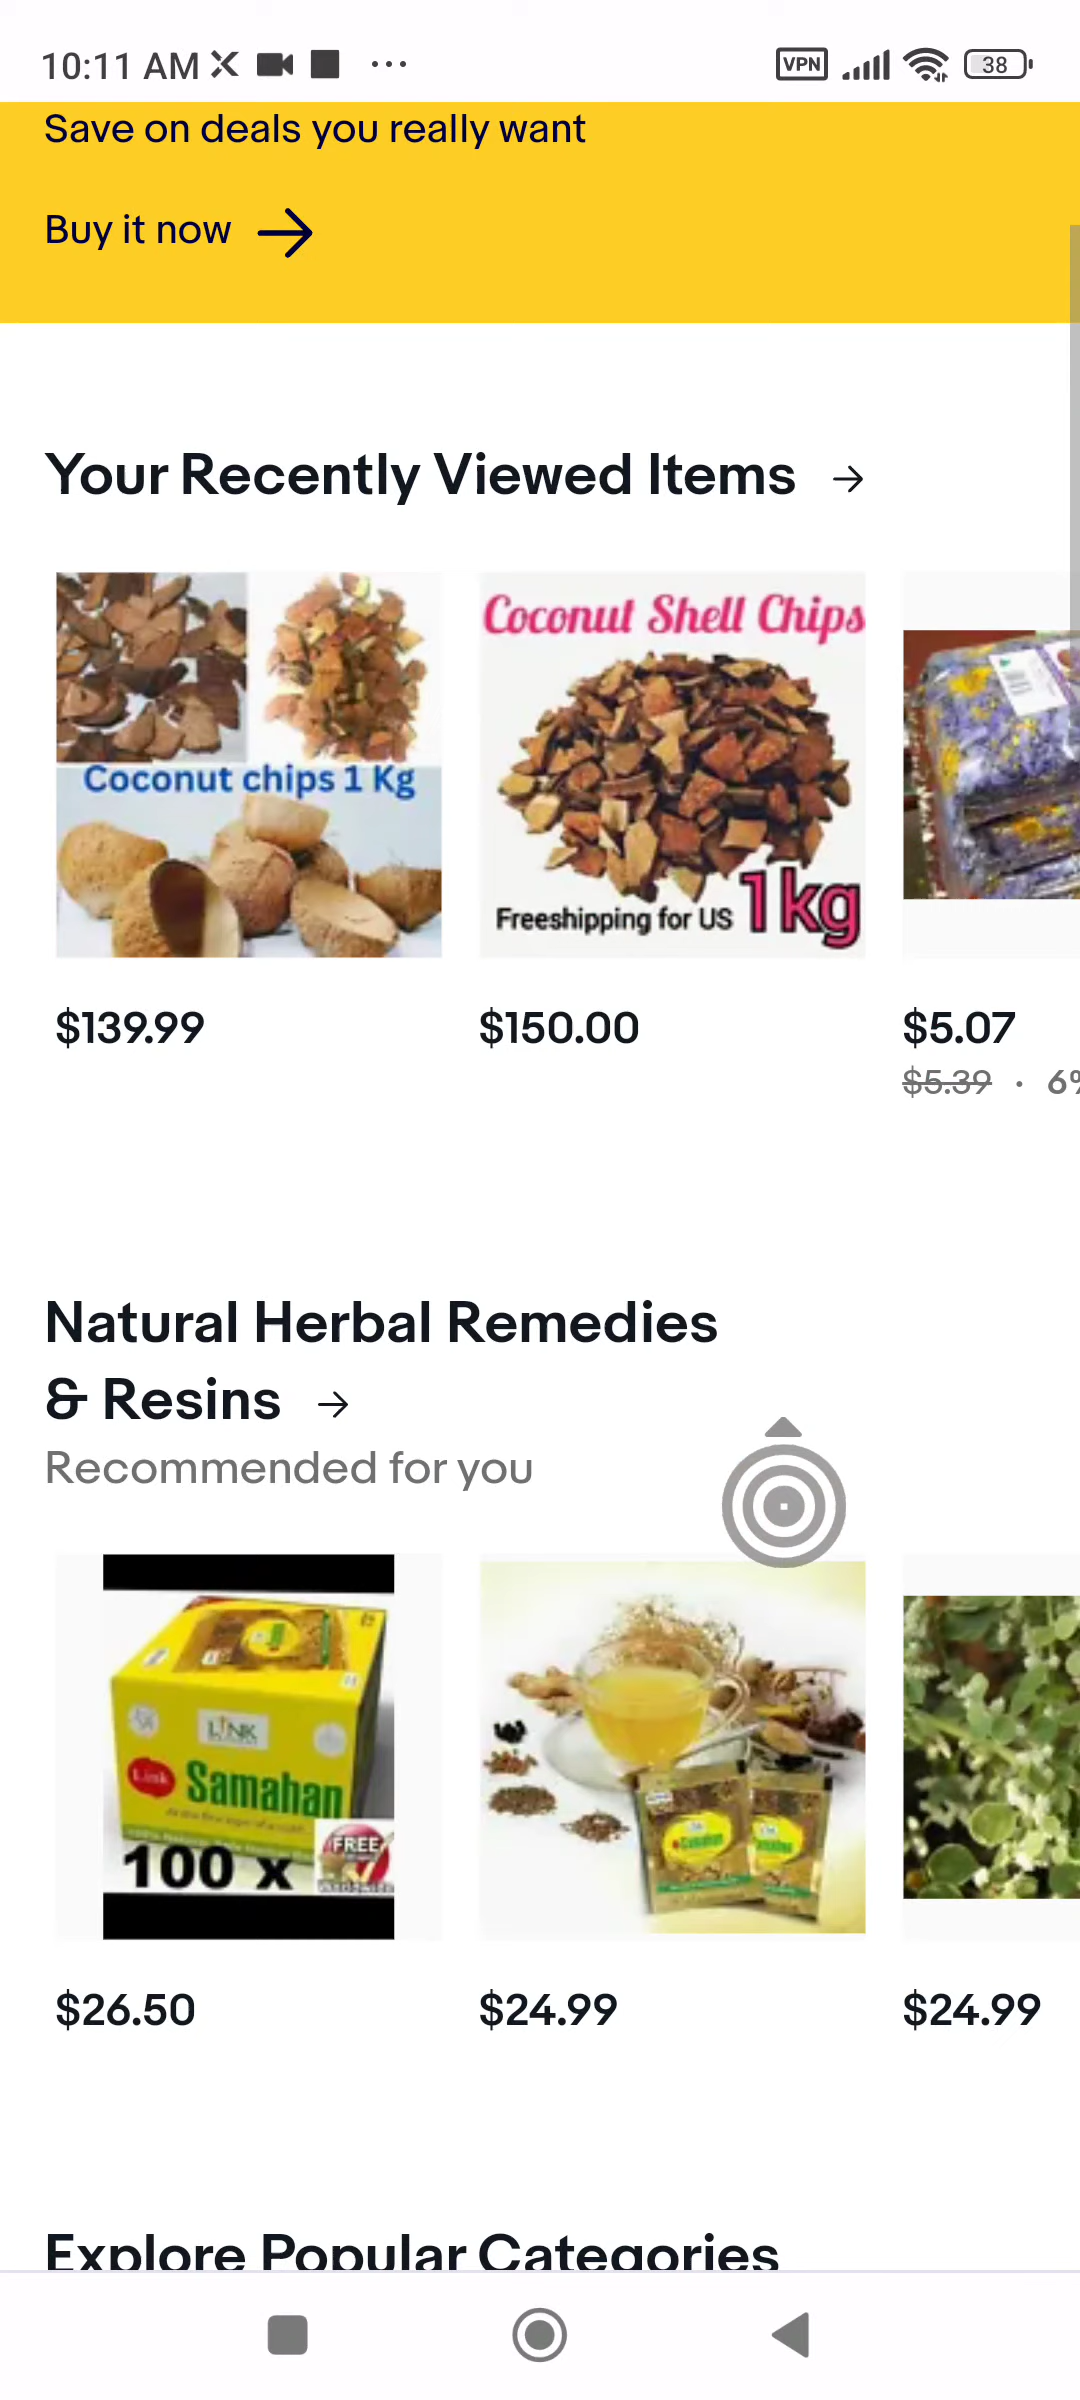 10:11 AM
VPN
38
Save on deals you really want
Buy it now
Your Recently Viewed Items
Coconut chips 1 Kg
Coconut Shell Chips
Freeshipping for US 1kg
$139.99
$150.00
$5.07
$5.39 · 6%
Natural Herbal Remedies
& Resins
Recommended for you
LINK
Link Samahan
100 x FREE
Samahan
$26.50
$24.99
$24.99
Explore Popular Categories